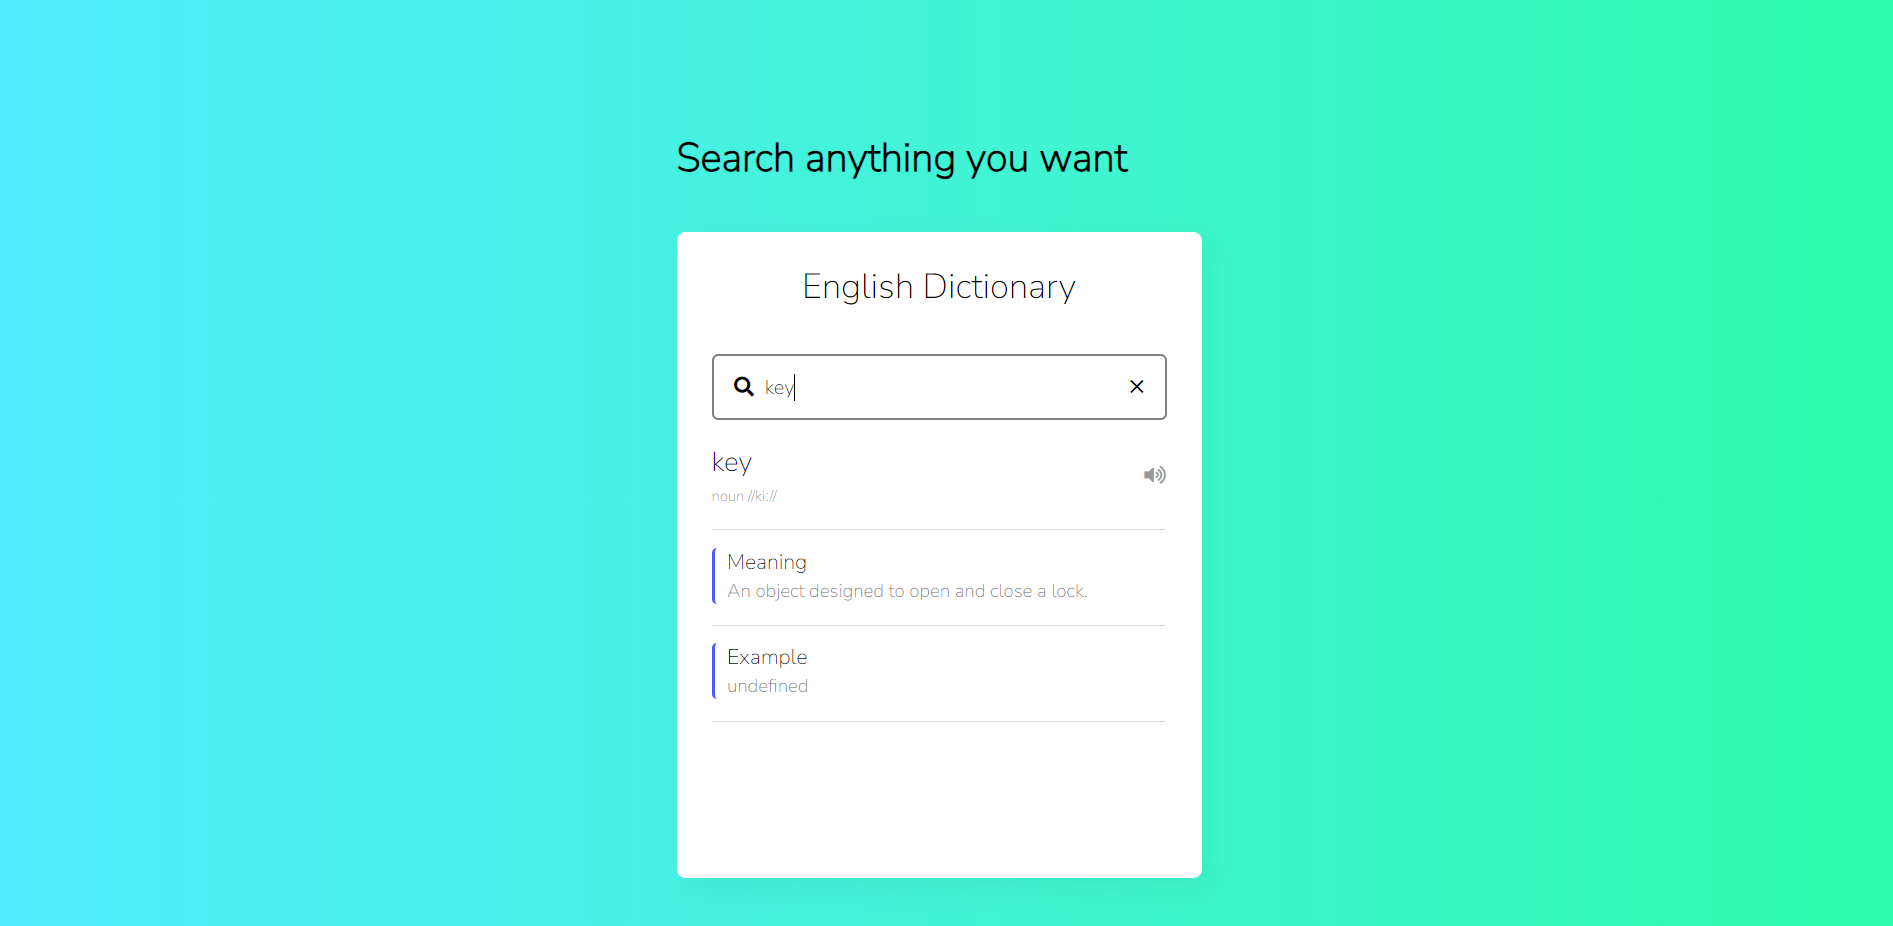 Search anything you want
English Dictionary
key
key
noun //kiː//
Meaning
An object designed to open and close a lock.
Example
undefined